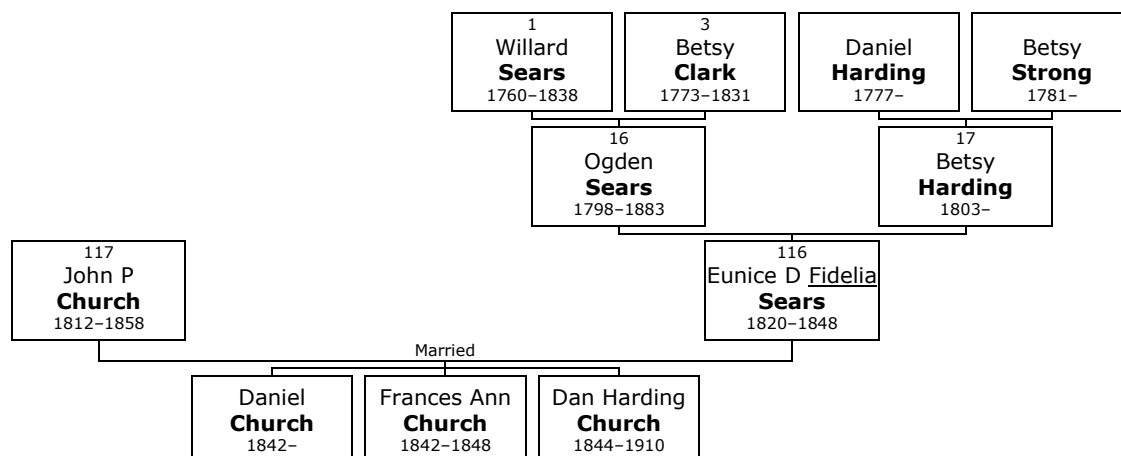 1
Willard
Sears
1760–1838
3
Betsy
Clark
1773–1831
Daniel
Harding
1777–
Betsy
Strong
1781–
16
Ogden
Sears
1798–1883
17
Betsy
Harding
1803–
117
John P
Church
1812–1858
116
Eunice D Fidelia
Sears
1820–1848
Married
Daniel
Church
1842–
Frances Ann
Church
1842–1848
Dan Harding
Church
1844–1910